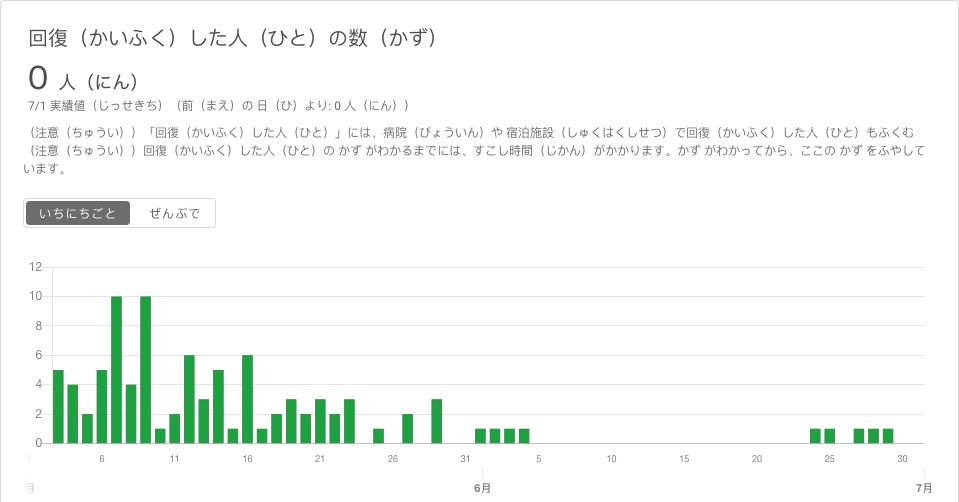 回復（かいふく）した人（ひと）の数（かず）
0 人（にん）
7/1 実績値（じっせきち）（前（まえ）の 日（ひ）より: 0 人（にん））
（注意（ちゅうい））「回復（かいふく）した人（ひと）」には、病院（びょういん）や 宿泊施設（しゅくはくしせつ）で回復（かいふく）した人（ひと）もふくむ
（注意（ちゅうい））回復（かいふく）した人（ひと）の かず がわかるまでには、すこし時間（じかん）がかかります。かず がわかってから、ここの かず をふやして
います。
いちにちごと ぜんぶで
12
10
8
6
4
2
0
1 6 11 16 21 26 31 5 10 15 20 25 30
月 6月 7月